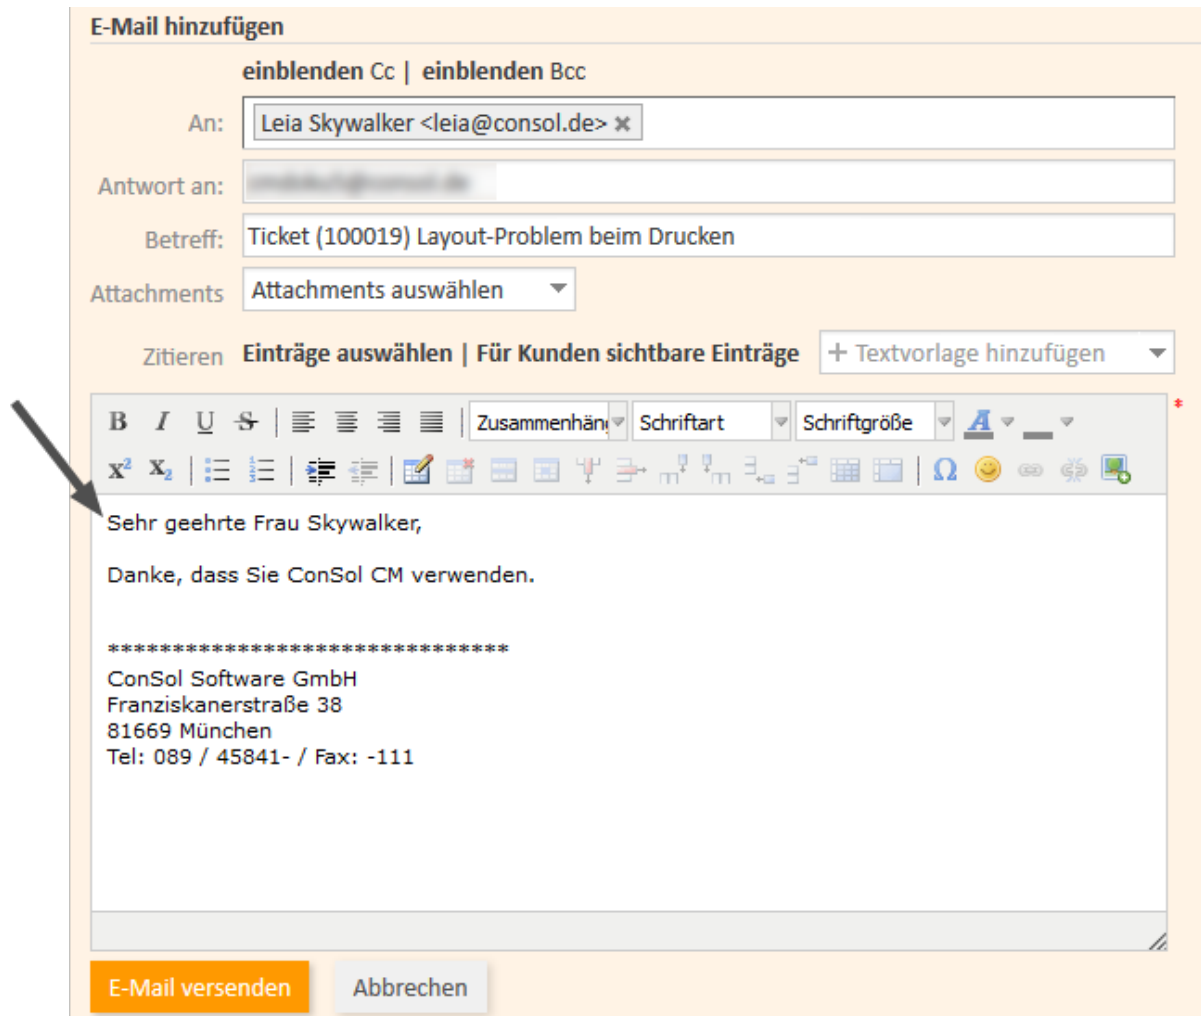 E-Mail hinzufügen
einblenden Cc | einblenden Bcc
An: Leia Skywalker <leia@consol.de>
Antwort an:
Betreff: Ticket (100019) Layout-Problem beim Drucken
Attachments Attachments auswählen
Zitieren Einträge auswählen | Für Kunden sichtbare Einträge + Textvorlage hinzufügen
*
B I U S Zusammenhän Schriftart Schriftgröße A
x² x₂ Ω
Sehr geehrte Frau Skywalker,
Danke, dass Sie ConSol CM verwenden.
*******************************
ConSol Software GmbH
Franziskanerstraße 38
81669 München
Tel: 089 / 45841- / Fax: -111
E-Mail versenden Abbrechen